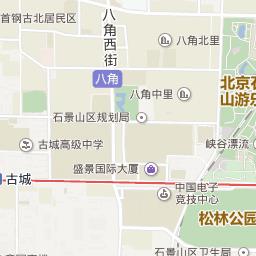 首钢古北居民区
八角西街
八角北里
八角
北京石
山游乐
八角中里
石景山区规划局
古城高级中学
峡谷漂流
盛景国际大厦
古城
中国电子
竞技中心
松林公园
石景山区卫生局